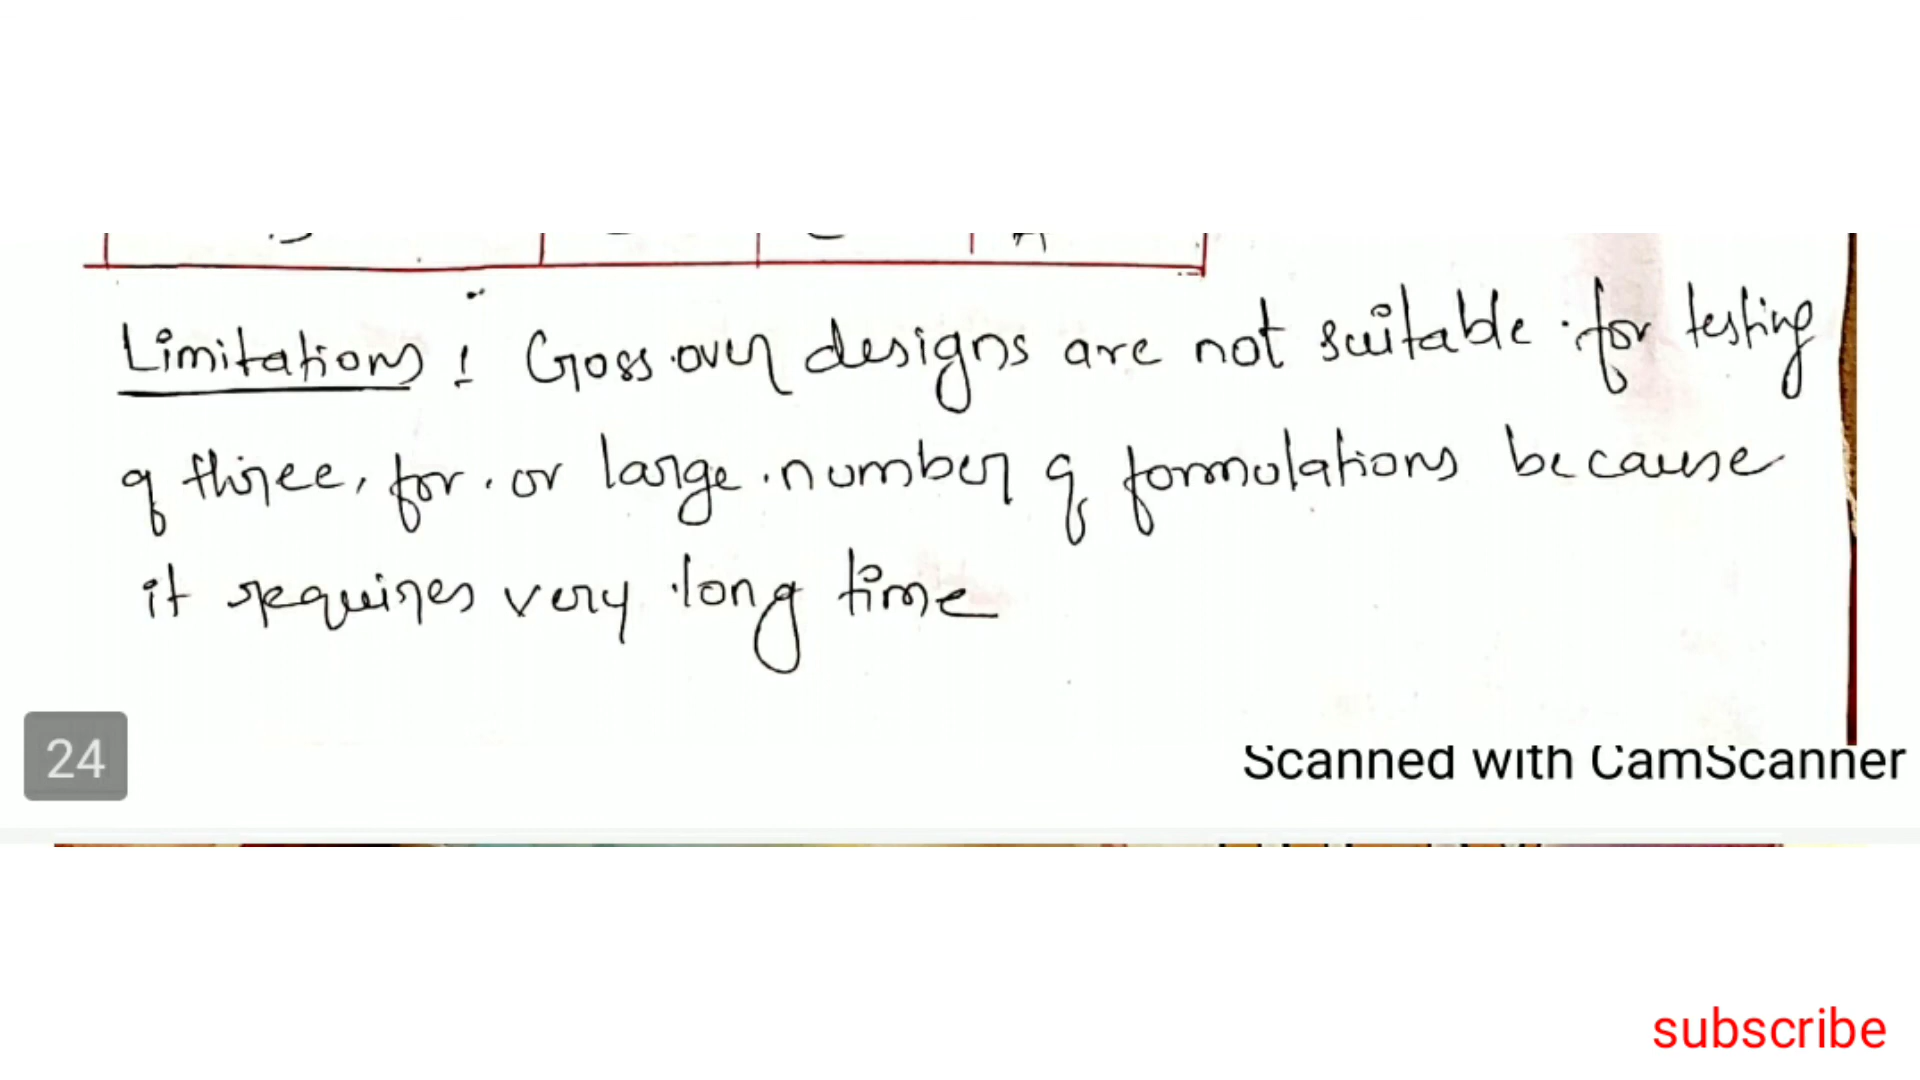 Limitations : Cross over designs are not suitable for testing
of three, for or large number of formulations because
it requires very long time
24
Scanned with CamScanner
subscribe